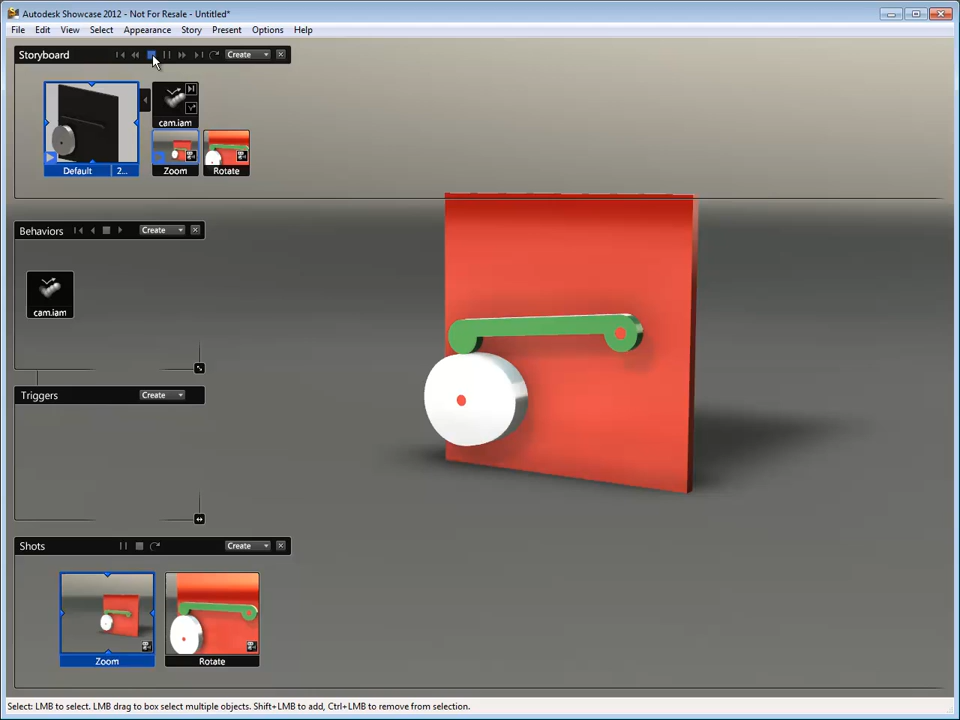 Autodesk Showcase 2012 - Not For Resale - Untitled*
File Edit View Select Appearance Story Present Options Help
Storyboard Create
cam.iam
Default 2... Zoom Rotate
Behaviors Create
cam.iam
Triggers Create
Shots Create
Zoom Rotate
Select: LMB to select. LMB drag to box select multiple objects. Shift+LMB to add, Ctrl+LMB to remove from selection.